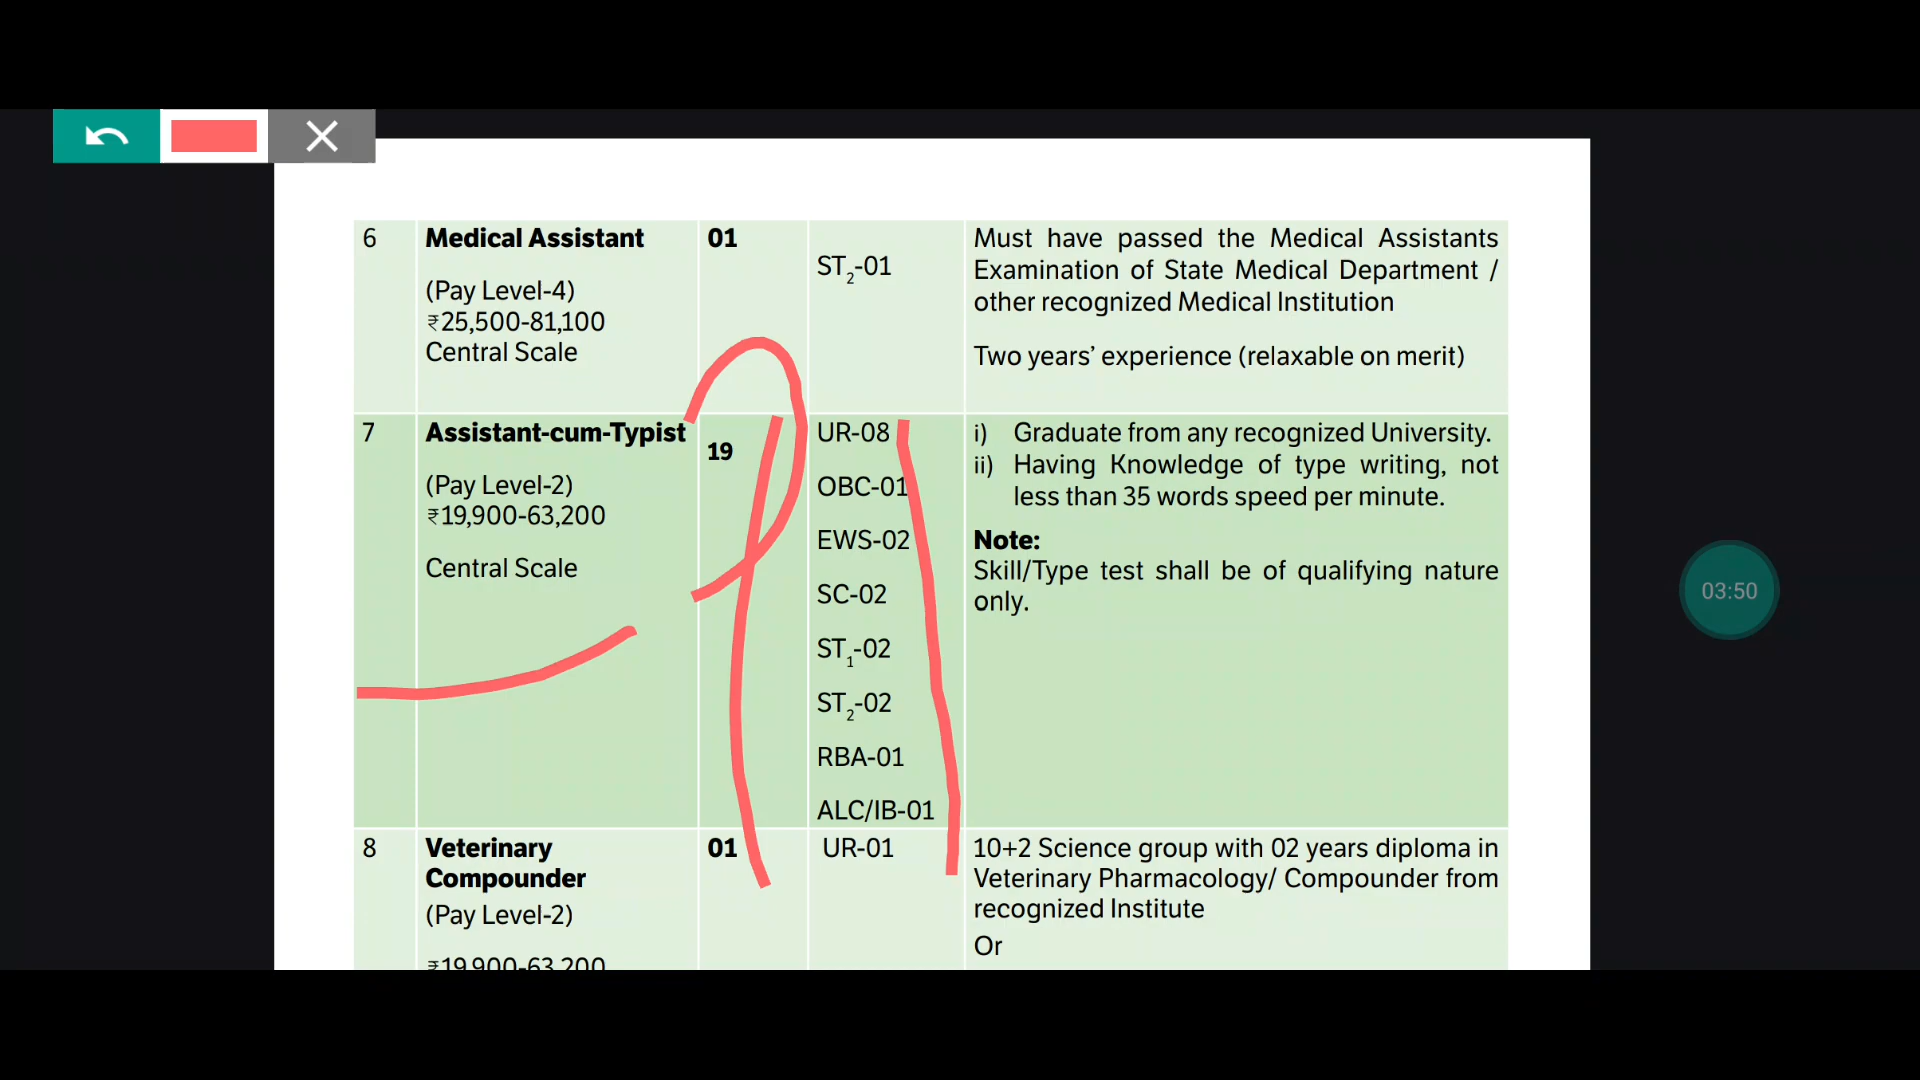 6 Medical Assistant 01 Must have passed the Medical Assistants
ST2-01 Examination of State Medical Department /
(Pay Level-4) other recognized Medical Institution
₹25,500-81,100
Central Scale Two years' experience (relaxable on merit)
7 Assistant-cum-Typist 19 UR-08 i) Graduate from any recognized University.
ii) Having Knowledge of type writing, not
(Pay Level-2) OBC-01 less than 35 words speed per minute.
₹19,900-63,200
EWS-02 Note:
Central Scale Skill/Type test shall be of qualifying nature
SC-02 only.
ST1-02
ST2-02
RBA-01
ALC/IB-01
8 Veterinary 01 UR-01 10+2 Science group with 02 years diploma in
Compounder Veterinary Pharmacology/ Compounder from
(Pay Level-2) recognized Institute
Or
₹19,900-63,200
03:50